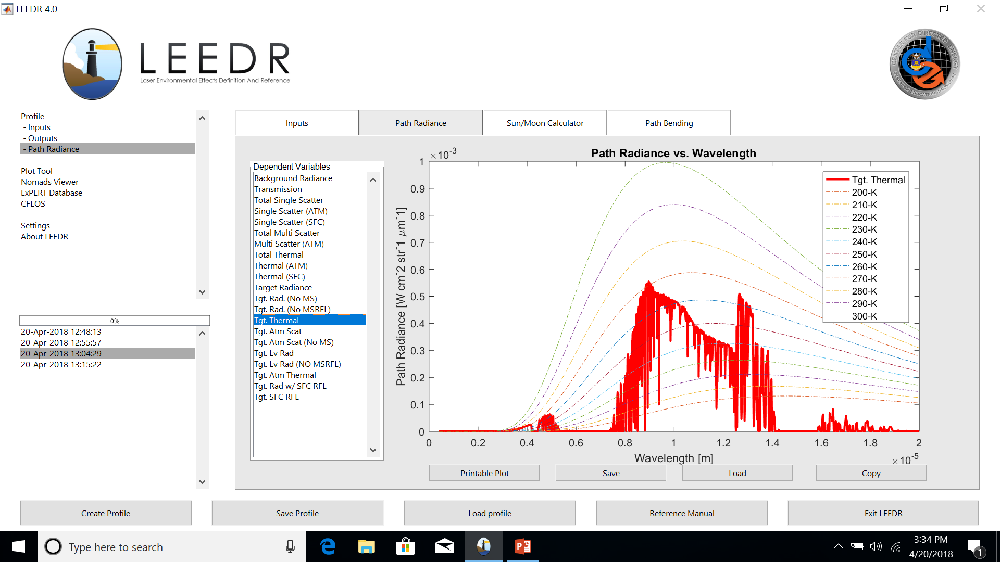 LEEDR 4.0
LEEDR
Laser Environmental Effects Definition And Reference
CENTER FOR DIRECTED ENERGY
RESEARCH EDUCATION INNOVATION
Profile
- Inputs
- Outputs
- Path Radiance
Plot Tool
Nomads Viewer
ExPERT Database
CFLOS
Settings
About LEEDR
0%
20-Apr-2018 12:48:13
20-Apr-2018 12:55:57
20-Apr-2018 13:04:29
20-Apr-2018 13:15:22
Inputs
Path Radiance
Sun/Moon Calculator
Path Bending
Dependent Variables
Background Radiance
Transmission
Total Single Scatter
Single Scatter (ATM)
Single Scatter (SFC)
Total Multi Scatter
Multi Scatter (ATM)
Total Thermal
Thermal (ATM)
Thermal (SFC)
Target Radiance
Tgt. Rad. (No MS)
Tgt. Rad. (No MSRFL)
Tgt. Thermal
Tgt. Atm Scat
Tgt. Atm Scat (No MS)
Tgt. Lv Rad
Tgt. Lv Rad (NO MSRFL)
Tgt. Atm Thermal
Tgt. Rad w/ SFC RFL
Tgt. SFC RFL
Path Radiance vs. Wavelength
×10⁻³
1
0.9
0.8
0.7
0.6
0.5
0.4
0.3
0.2
0.1
0
Path Radiance [W cm⁻2 str⁻1 μm⁻1]
0 0.2 0.4 0.6 0.8 1 1.2 1.4 1.6 1.8 2
Wavelength [m]
×10⁻⁵
Tgt. Thermal
200-K
210-K
220-K
230-K
240-K
250-K
260-K
270-K
280-K
290-K
300-K
Printable Plot
Save
Load
Copy
Create Profile
Save Profile
Load profile
Reference Manual
Exit LEEDR
Type here to search
3:34 PM
4/20/2018
1